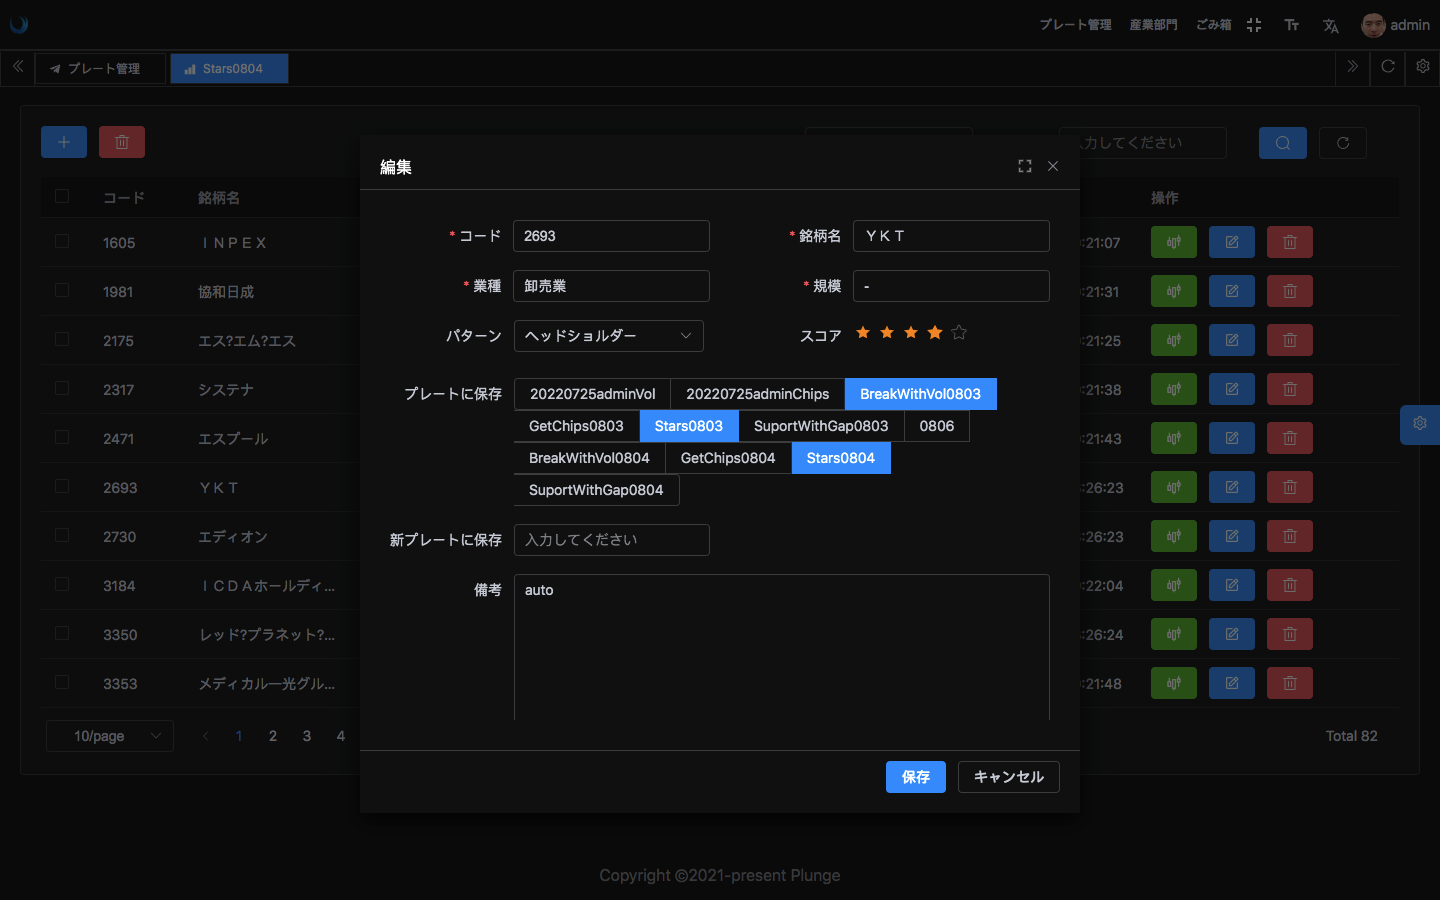 プレート管理 産業部門 ごみ箱 admin
プレート管理 Stars0804
入力してください
編集
コード 銘柄名 操作
* コード 2693 * 銘柄名 ＹＫＴ
1605 ＩＮＰＥＸ :21:07
* 業種 卸売業 * 規模 -
1981 協和日成 :21:31
パターン ヘッドショルダー スコア
2175 エス?エム?エス :21:25
プレートに保存 20220725adminVol 20220725adminChips BreakWithVol0803
2317 システナ :21:38
GetChips0803 Stars0803 SuportWithGap0803 0806
2471 エスプール :21:43
BreakWithVol0804 GetChips0804 Stars0804
2693 ＹＫＴ :26:23
SuportWithGap0804
2730 エディオン :26:23
新プレートに保存 入力してください
3184 ＩＣＤＡホールディ... :22:04
備考 auto
3350 レッド?プラネット?... :26:24
3353 メディカル一光グル... :21:48
10/page 1 2 3 4 Total 82
保存 キャンセル
Copyright ©2021-present Plunge